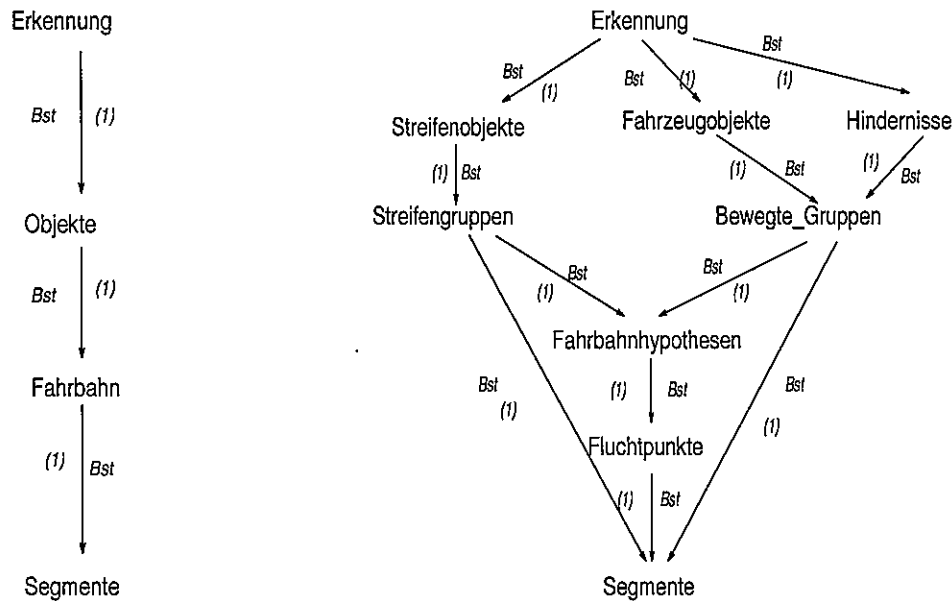 Erkennung
Bst (1)
Objekte
Bst (1)
Fahrbahn
(1) Bst
Segmente
Erkennung
Bst (1)
Bst (1)
Bst (1)
Streifenobjekte Fahrzeugobjekte Hindernisse
(1) Bst
(1) Bst
(1) Bst
Streifengruppen Bewegte_Gruppen
Bst (1)
Bst (1)
Fahrbahnhypothesen
Bst (1)
(1) Bst
Bst (1)
Fluchtpunkte
(1) Bst
Segmente